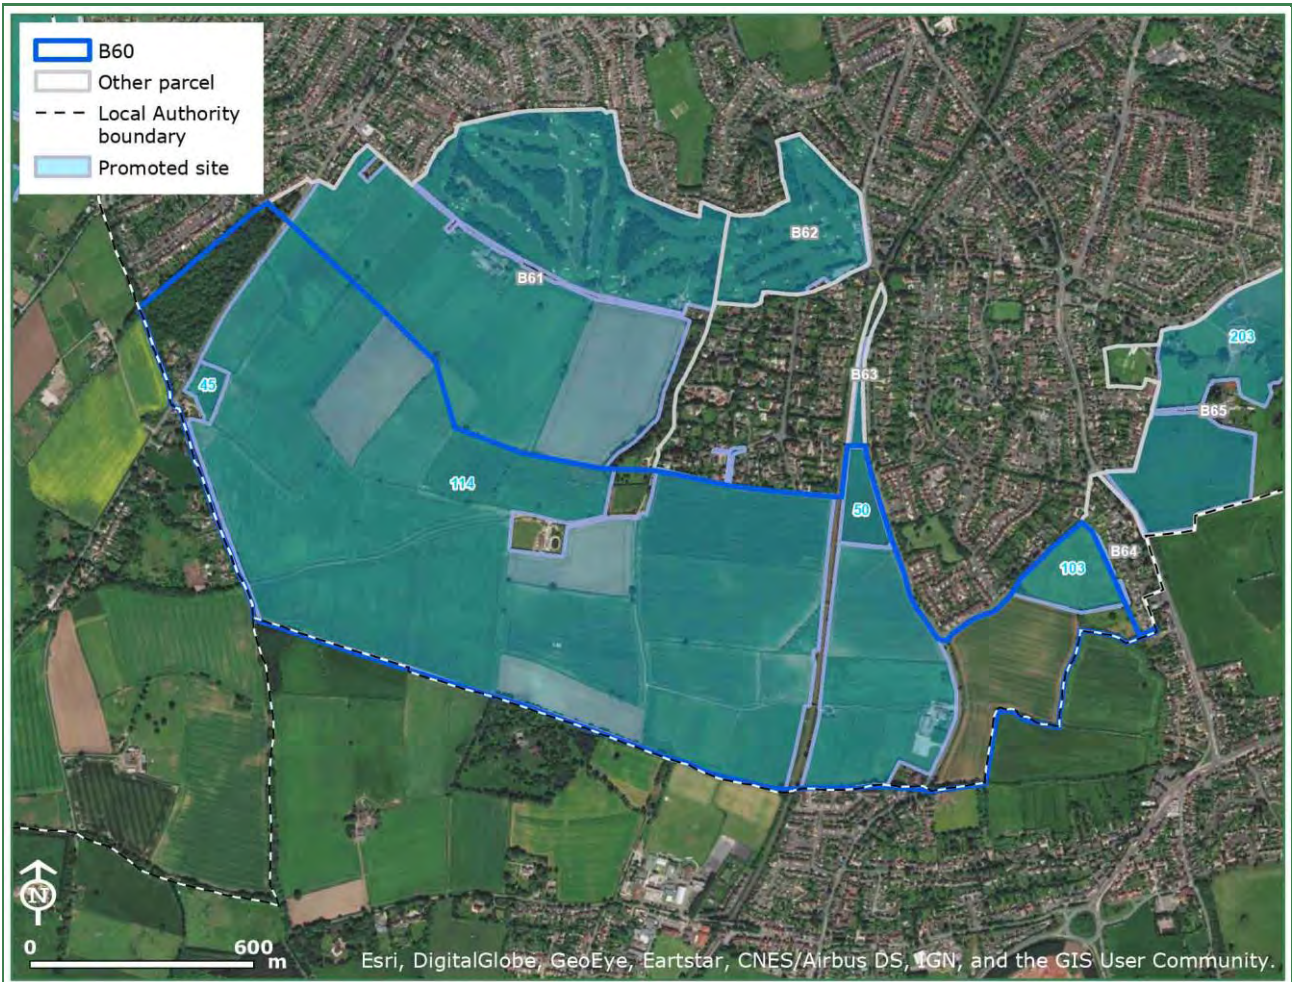 B60
Other parcel
Local Authority
boundary
Promoted site
B62
B61
203
B63
45
B65
114
50
B64
103
N
0 600
m
Esri, DigitalGlobe, GeoEye, Eartstar, CNES/Airbus DS, IGN, and the GIS User Community.